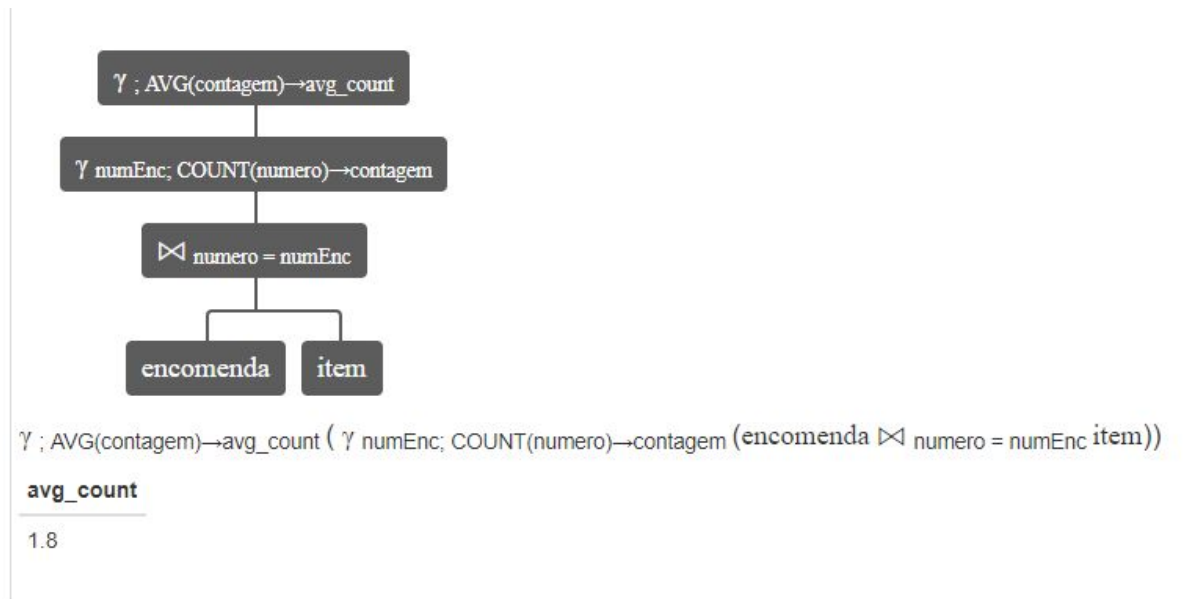 γ ; AVG(contagem)→avg_count
γ numEnc; COUNT(numero)→contagem
⋈ numero = numEnc
encomenda item
γ ; AVG(contagem)→avg_count ( γ numEnc; COUNT(numero)→contagem (encomenda ⋈ numero = numEnc item))
avg_count
1.8